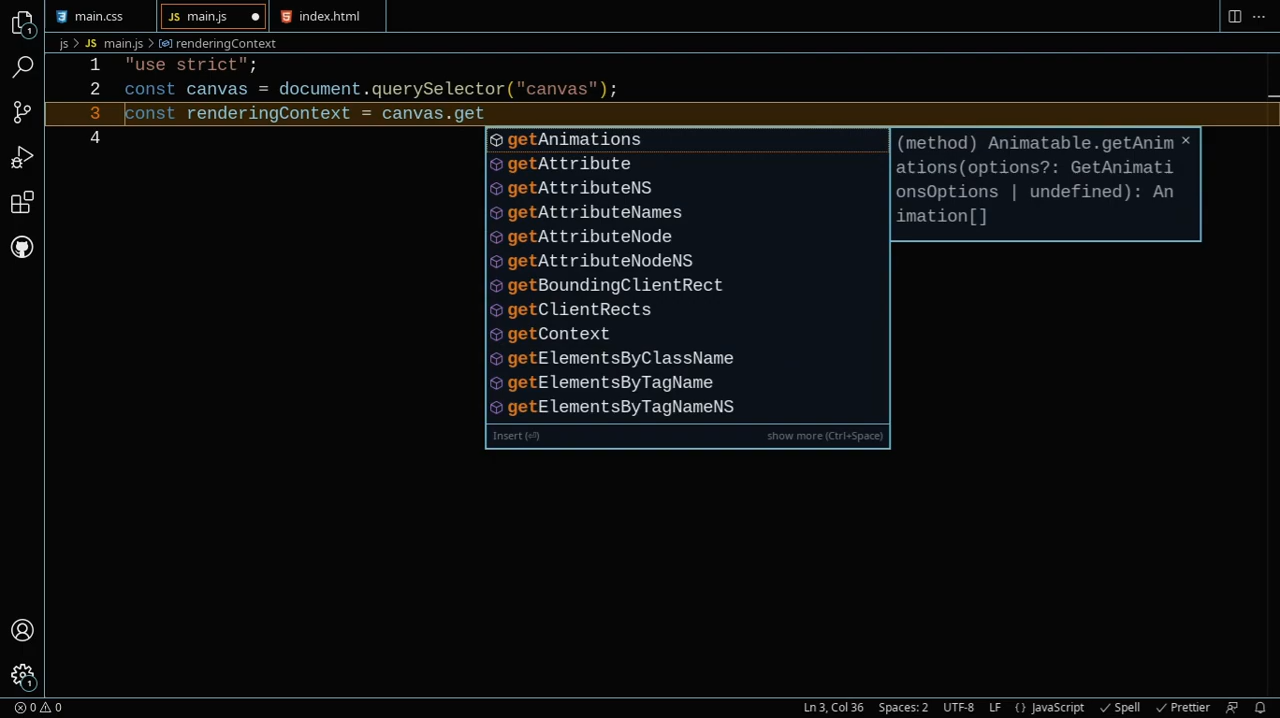 1
main.css
JS main.js
index.html
js > JS main.js > renderingContext
1 "use strict";
2 const canvas = document.querySelector("canvas");
3 const renderingContext = canvas.get
4
getAnimations
getAttribute
getAttributeNS
getAttributeNames
getAttributeNode
getAttributeNodeNS
getBoundingClientRect
getClientRects
getContext
getElementsByClassName
getElementsByTagName
getElementsByTagNameNS
Insert (⏎) show more (Ctrl+Space)
(method) Animatable.getAnim
ations(options?: GetAnimati
onsOptions | undefined): An
imation[]
1
0 0 Ln 3, Col 36 Spaces: 2 UTF-8 LF {} JavaScript Spell Prettier